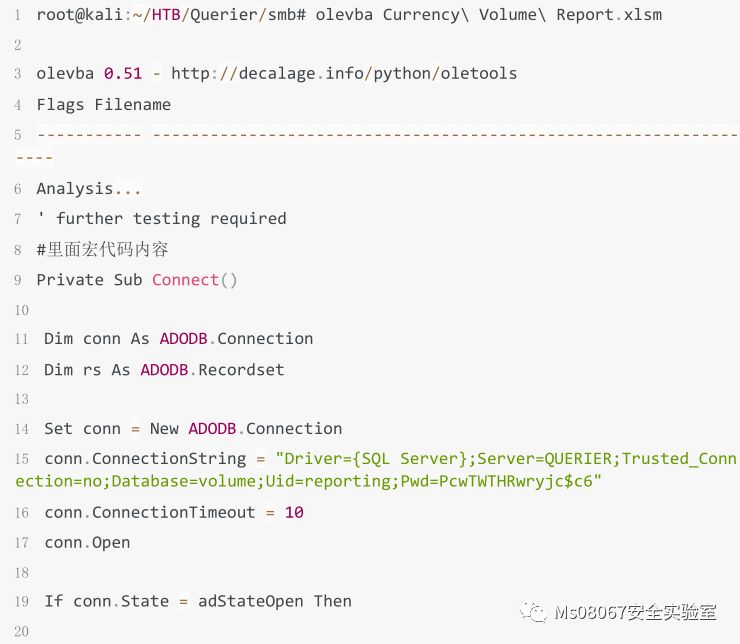 1 root@kali:~/HTB/Querier/smb# olevba Currency\ Volume\ Report.xlsm
2
3 olevba 0.51 - http://decalage.info/python/oletools
4 Flags Filename
5 ----------- -------------------------------------------------------------
----
6 Analysis...
7 ' further testing required
8 #里面宏代码内容
9 Private Sub Connect()
10
11 Dim conn As ADODB.Connection
12 Dim rs As ADODB.Recordset
13
14 Set conn = New ADODB.Connection
15 conn.ConnectionString = "Driver={SQL Server};Server=QUERIER;Trusted_Conn
ection=no;Database=volume;Uid=reporting;Pwd=PcwTWTHRwryjc$c6"
16 conn.ConnectionTimeout = 10
17 conn.Open
18
19 If conn.State = adStateOpen Then
20
Ms08067安全实验室